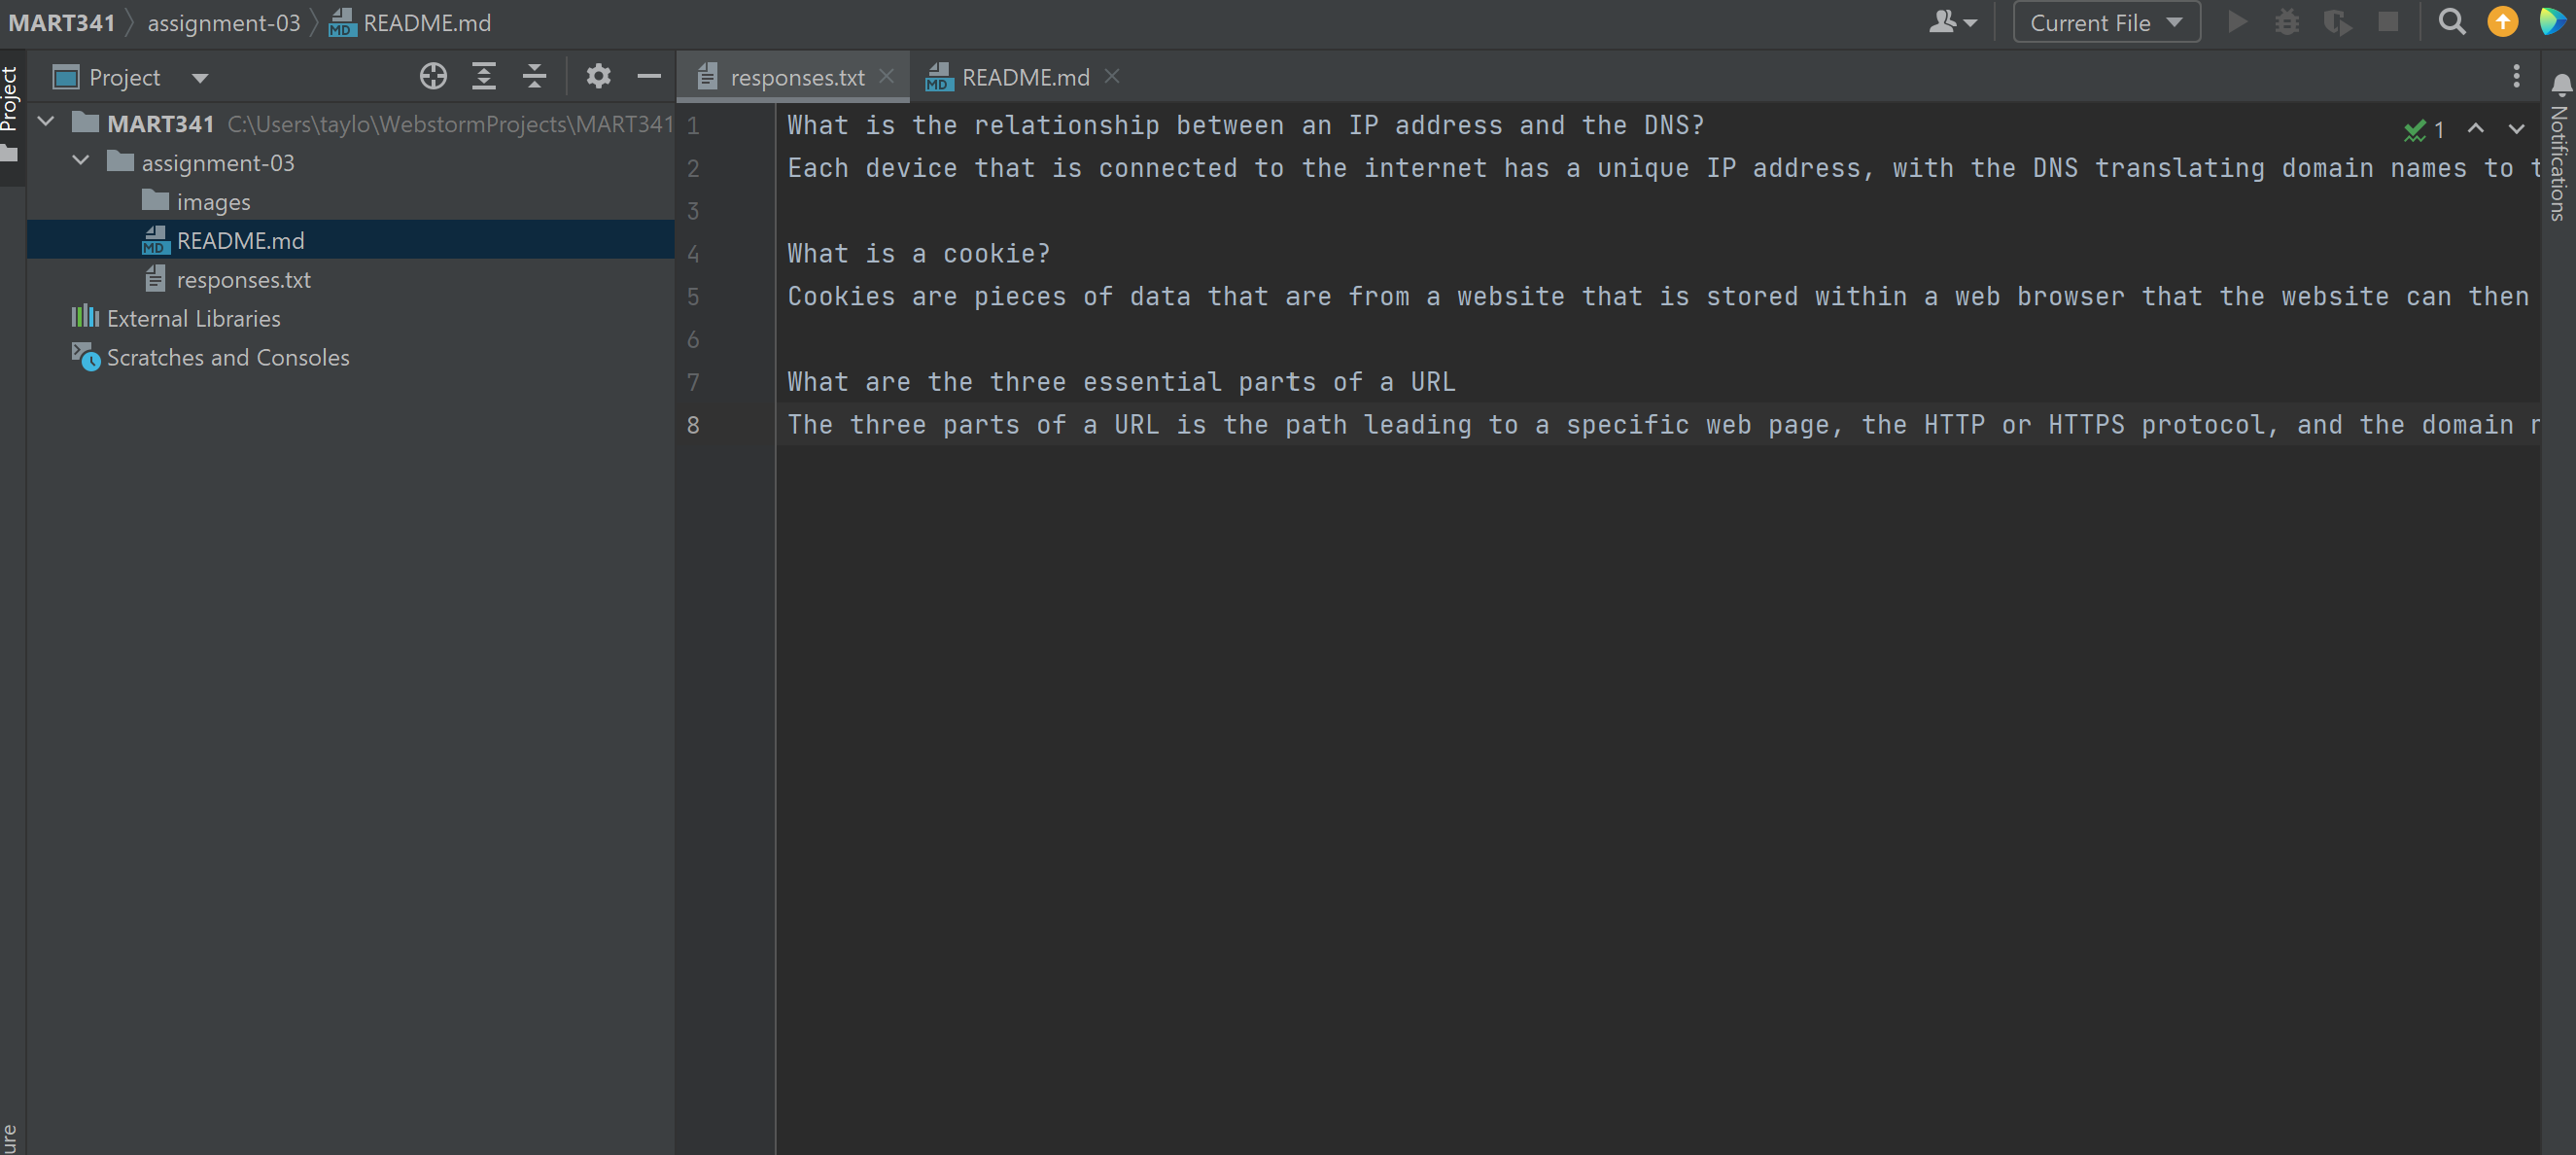 MART341 assignment-03 README.md
Current File
Project
Project
responses.txt
README.md
Notifications
MART341 C:\Users\taylo\WebstormProjects\MART341
assignment-03
images
README.md
responses.txt
External Libraries
Scratches and Consoles
1 What is the relationship between an IP address and the DNS?
2 Each device that is connected to the internet has a unique IP address, with the DNS translating domain names to t
3
4 What is a cookie?
5 Cookies are pieces of data that are from a website that is stored within a web browser that the website can then
6
7 What are the three essential parts of a URL
8 The three parts of a URL is the path leading to a specific web page, the HTTP or HTTPS protocol, and the domain
1
ure